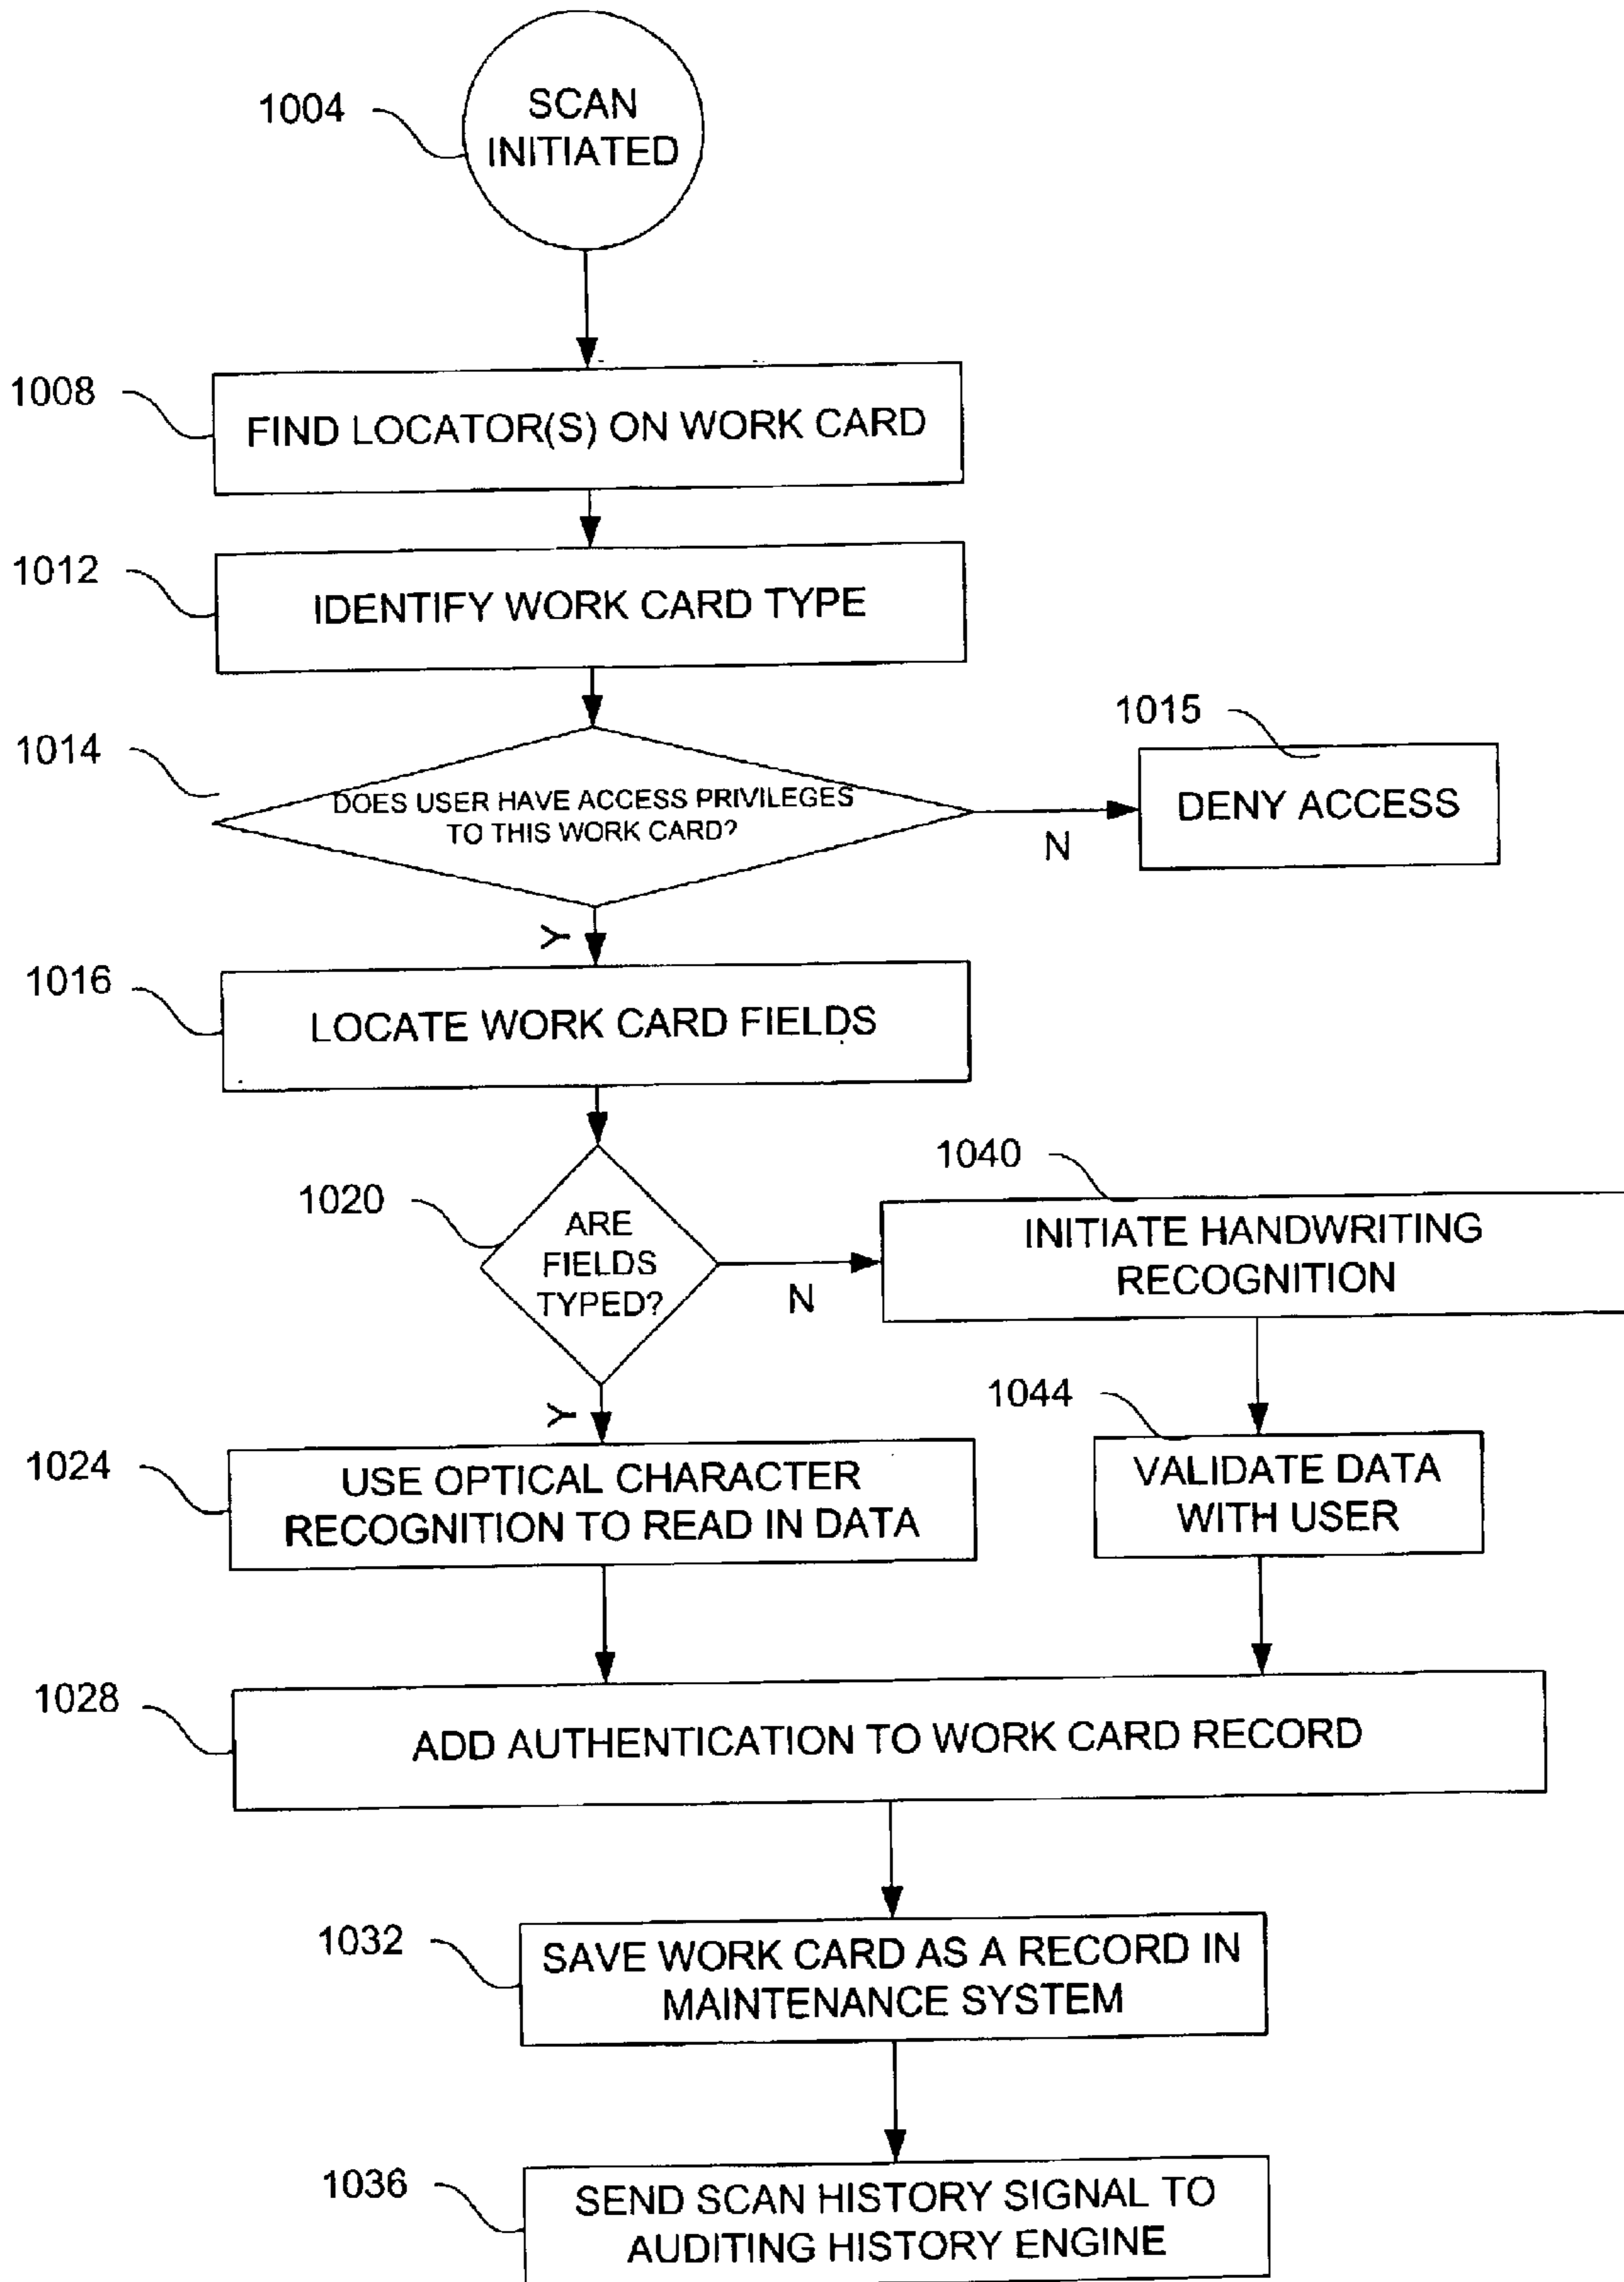 1004
SCAN
INITIATED
1008
FIND LOCATOR(S) ON WORK CARD
1012
IDENTIFY WORK CARD TYPE
1014
DOES USER HAVE ACCESS PRIVILEGES
TO THIS WORK CARD?
N
1015
DENY ACCESS
Y
1016
LOCATE WORK CARD FIELDS
1020
ARE
FIELDS
TYPED?
N
1040
INITIATE HANDWRITING
RECOGNITION
Y
1044
VALIDATE DATA
WITH USER
1024
USE OPTICAL CHARACTER
RECOGNITION TO READ IN DATA
1028
ADD AUTHENTICATION TO WORK CARD RECORD
1032
SAVE WORK CARD AS A RECORD IN
MAINTENANCE SYSTEM
1036
SEND SCAN HISTORY SIGNAL TO
AUDITING HISTORY ENGINE